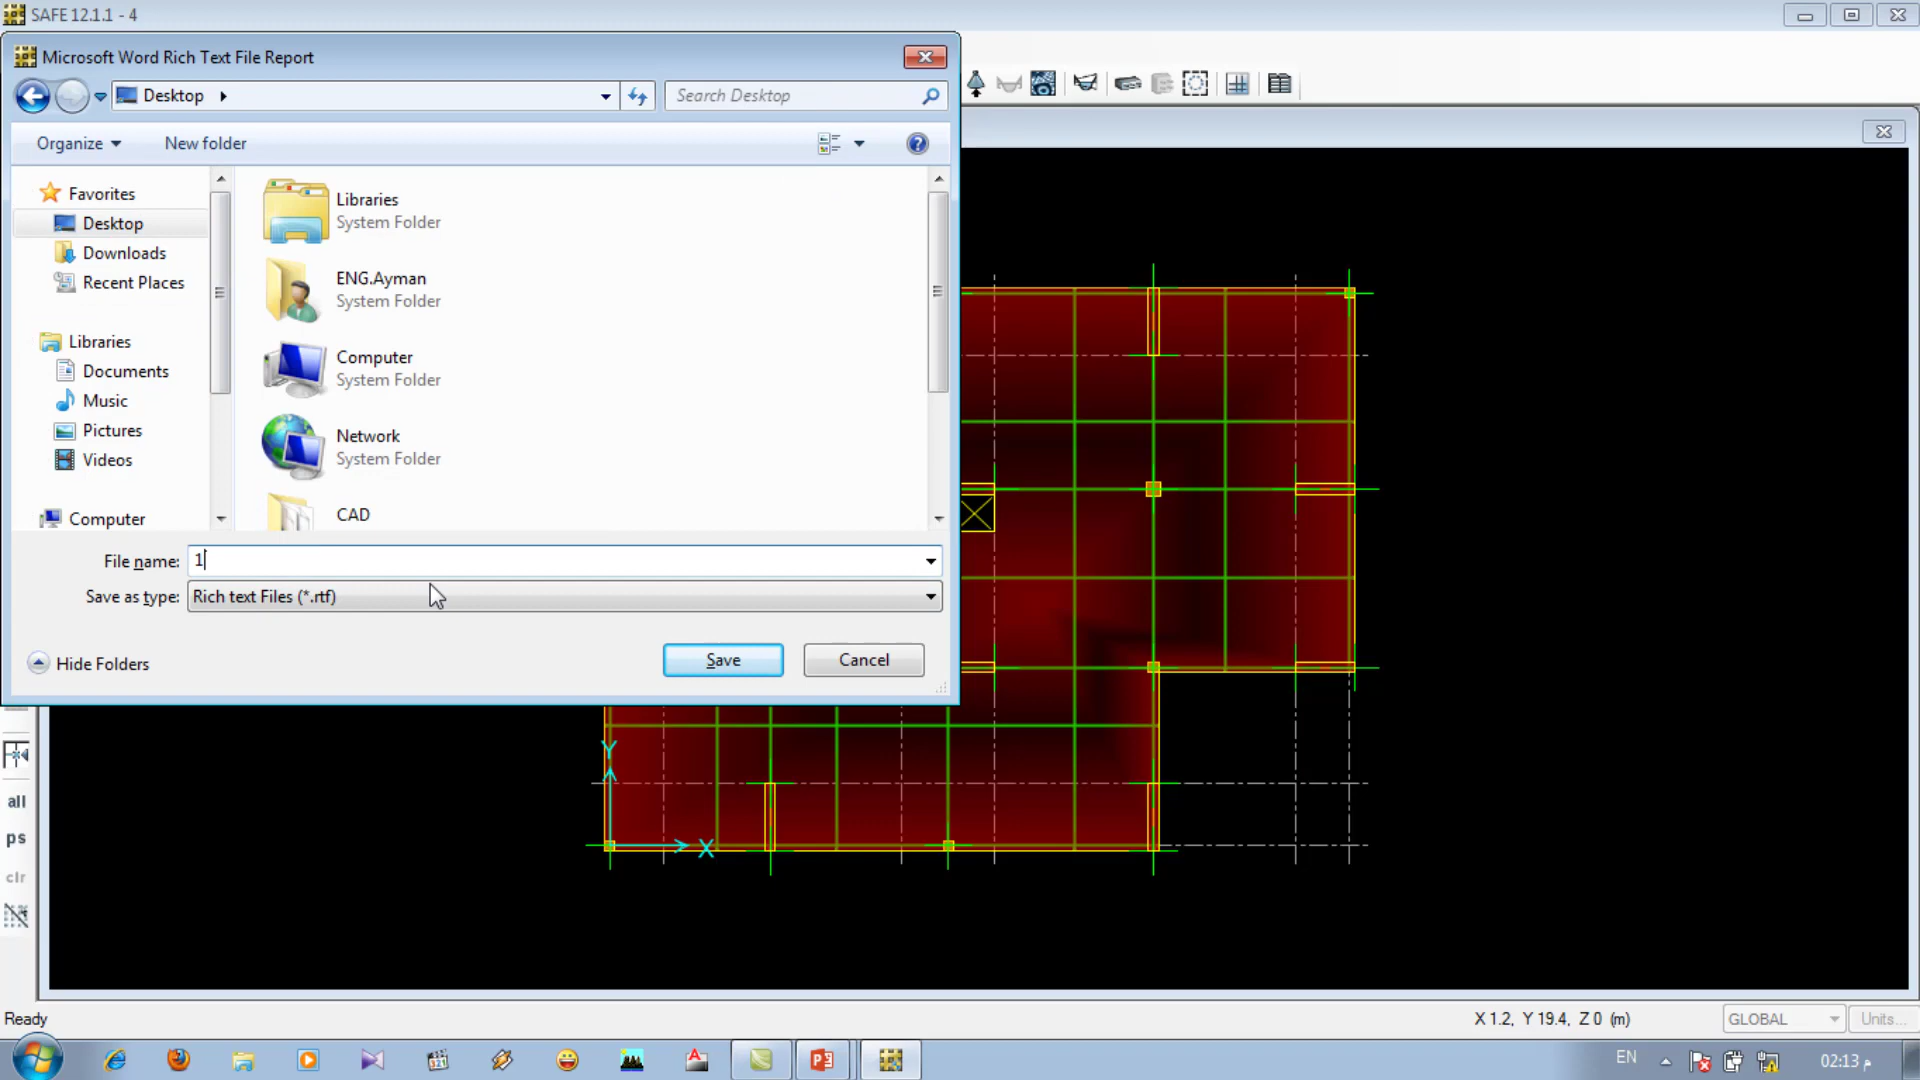 SAFE 12.1.1 - 4
Microsoft Word Rich Text File Report
Desktop
Search Desktop
Organize
New folder
Favorites
Desktop
Downloads
Recent Places
Libraries
Documents
Music
Pictures
Videos
Computer
Libraries
System Folder
ENG.Ayman
System Folder
Computer
System Folder
Network
System Folder
CAD
File name: 1
Save as type: Rich text Files (*.rtf)
Hide Folders
Save
Cancel
all
ps
clr
Y
X
Ready
X 1.2, Y 19.4, Z 0 (m)
GLOBAL
Units...
EN
02:13 م